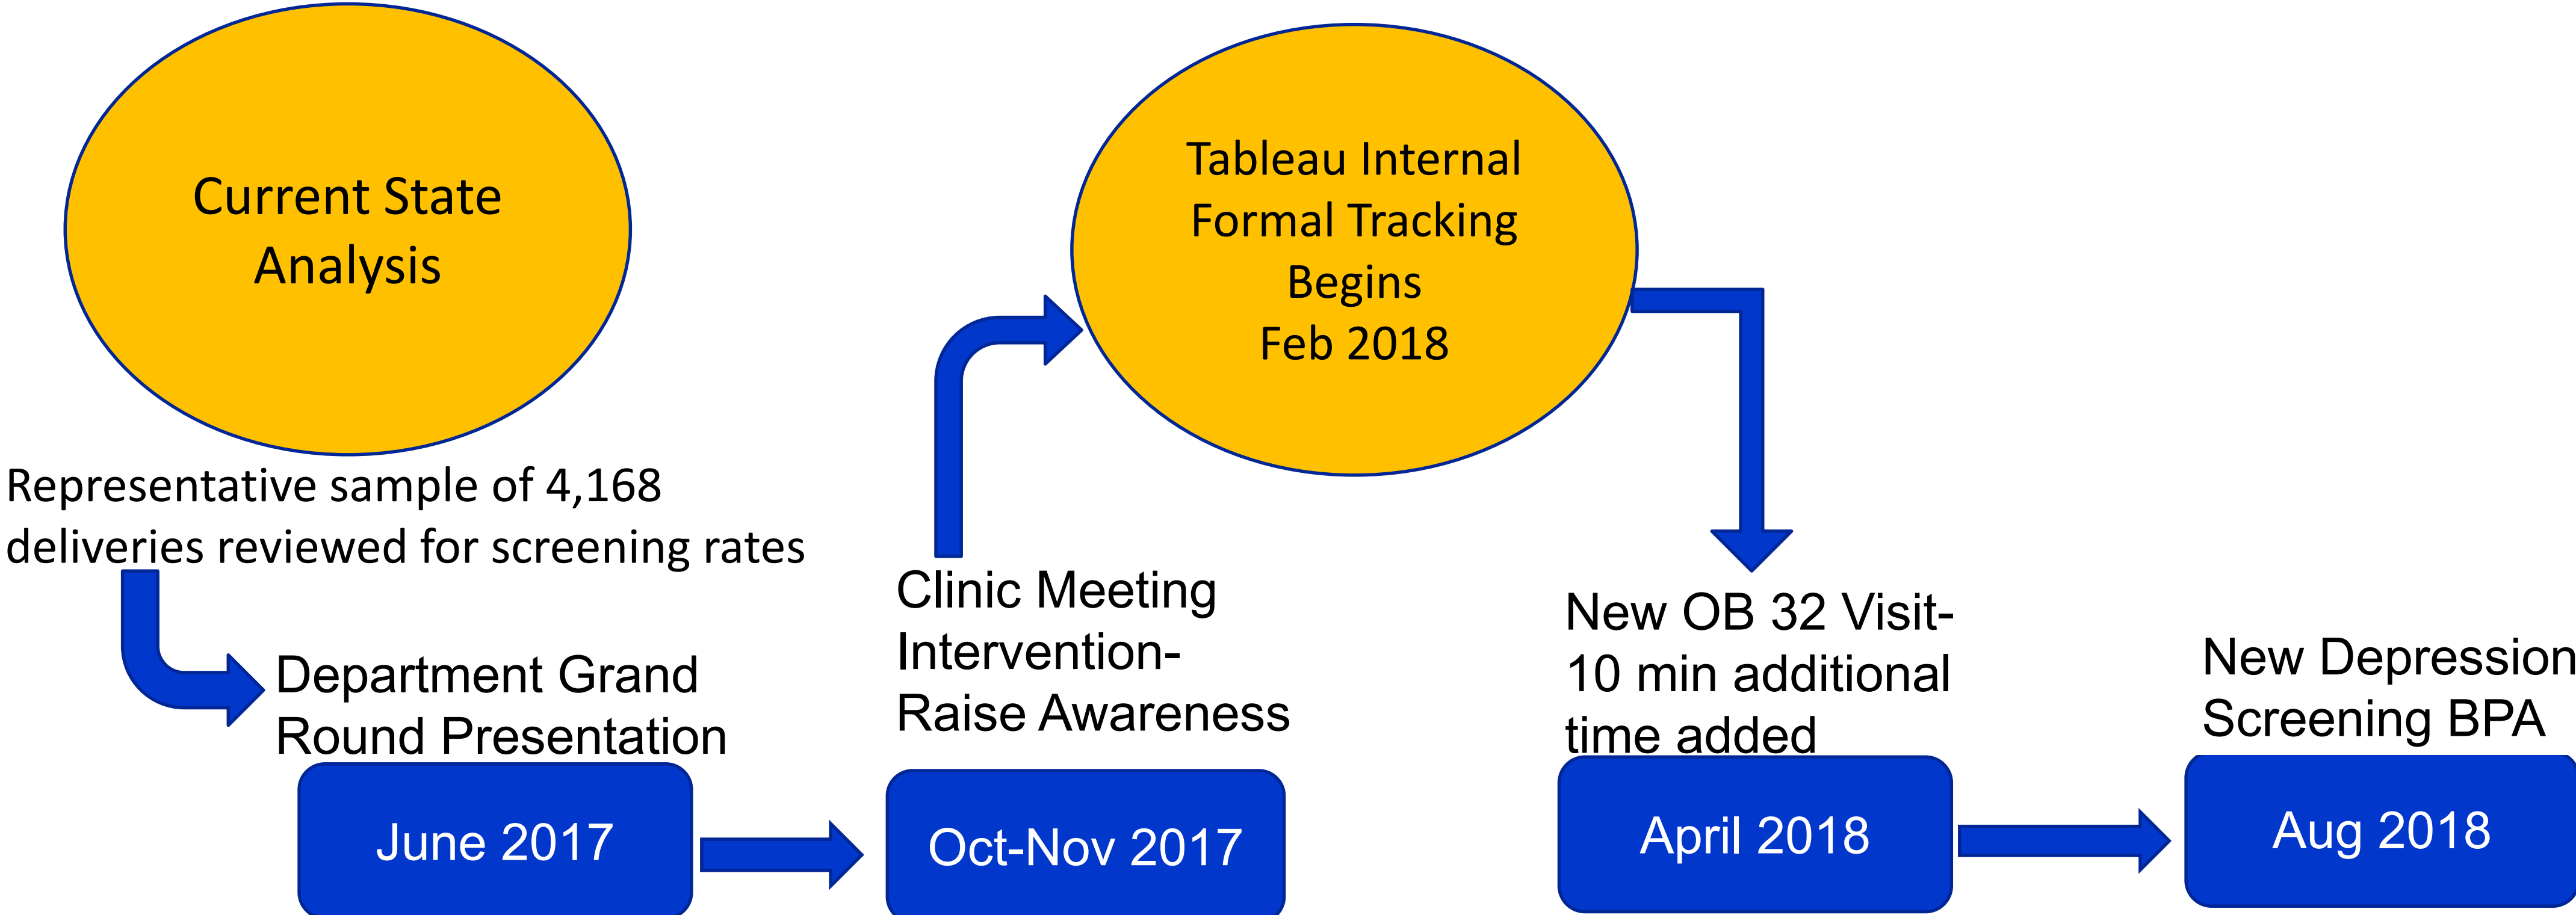 Current State
Analysis
Representative sample of 4,168
deliveries reviewed for screening rates
Department Grand
Round Presentation
June 2017
Clinic Meeting
Intervention-
Raise Awareness
Oct-Nov 2017
Tableau Internal
Formal Tracking
Begins
Feb 2018
New OB 32 Visit-
10 min additional
time added
April 2018
New Depression
Screening BPA
Aug 2018